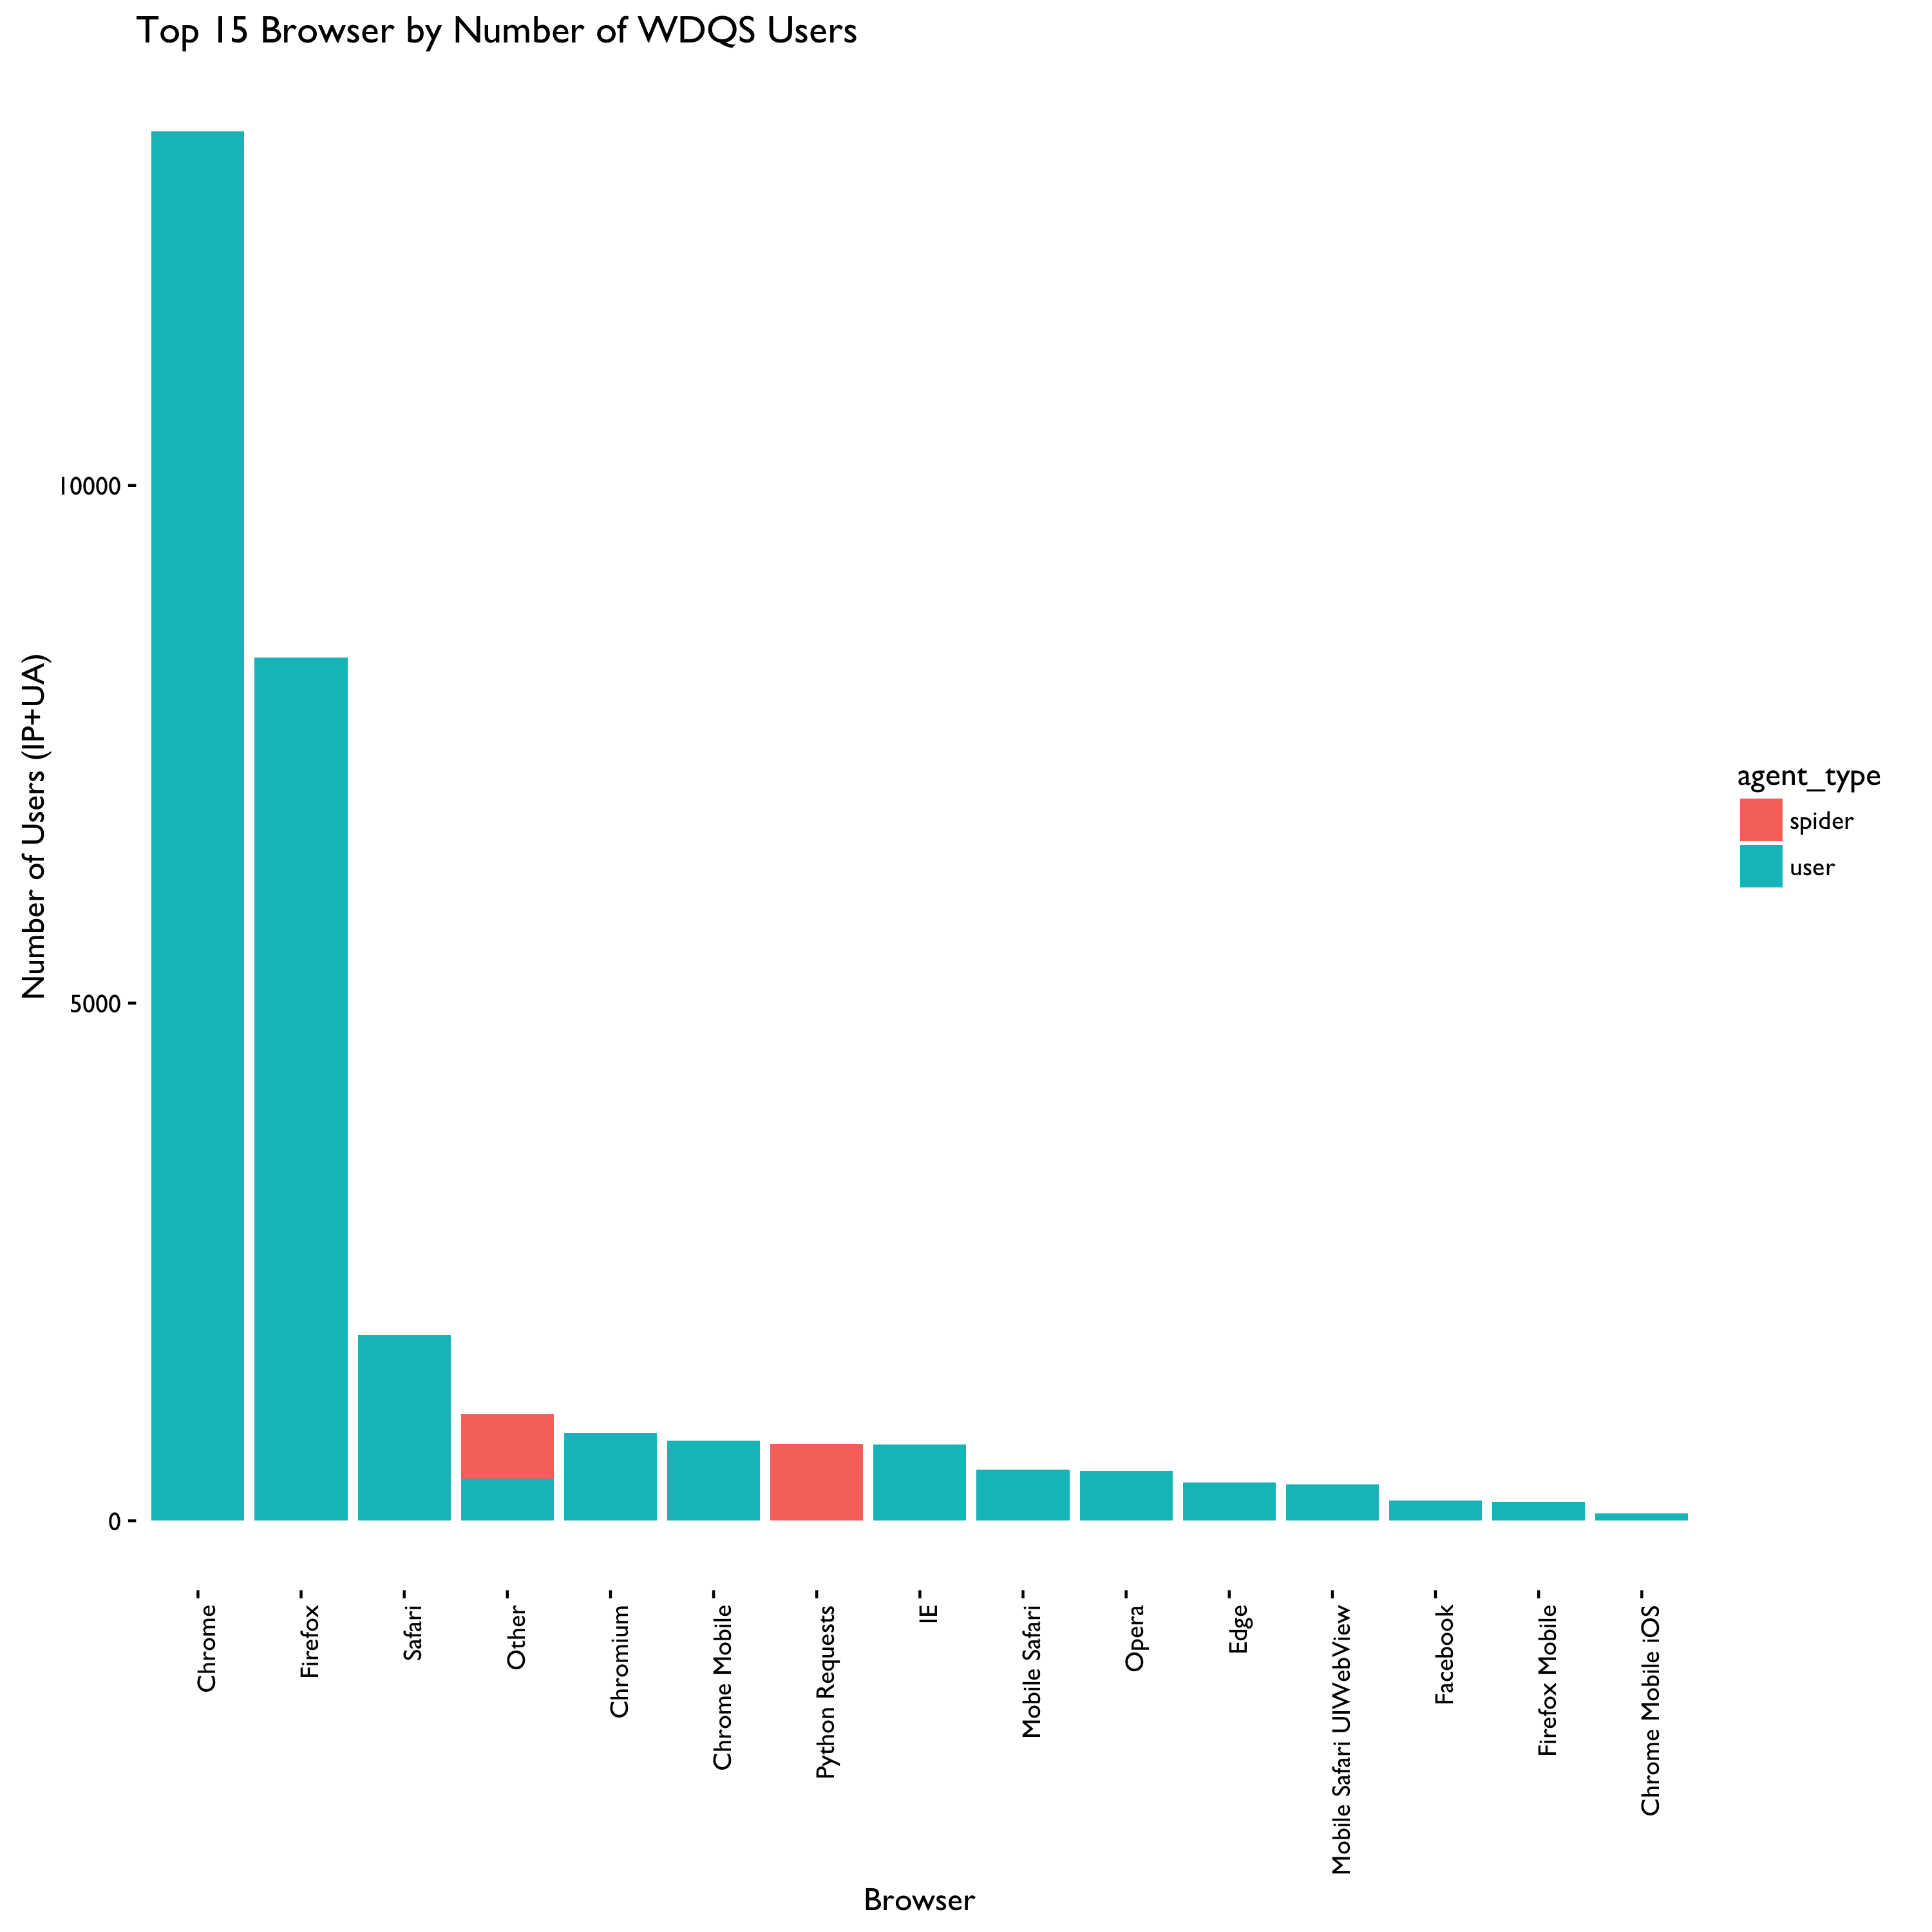 Top 15 Browser by Number of WDQS Users
Number of Users (IP+UA)
10000
5000
0
agent_type
spider
user
Chrome
Firefox
Safari
Other
Chromium
Chrome Mobile
Python Requests
IE
Mobile Safari
Opera
Edge
Mobile Safari UIWebView
Facebook
Firefox Mobile
Chrome Mobile iOS
Browser